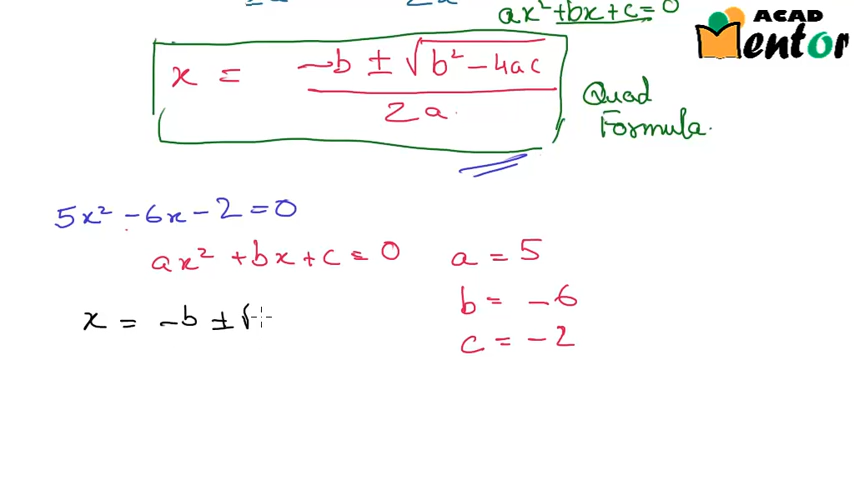 2a
ax² + bx + c = 0
ACAD
Mentor
x = -b ± √b² - 4ac
2a
Quad
Formula.
5x² - 6x - 2 = 0
ax² + bx + c = 0
a = 5
b = -6
c = -2
x = -b ± √